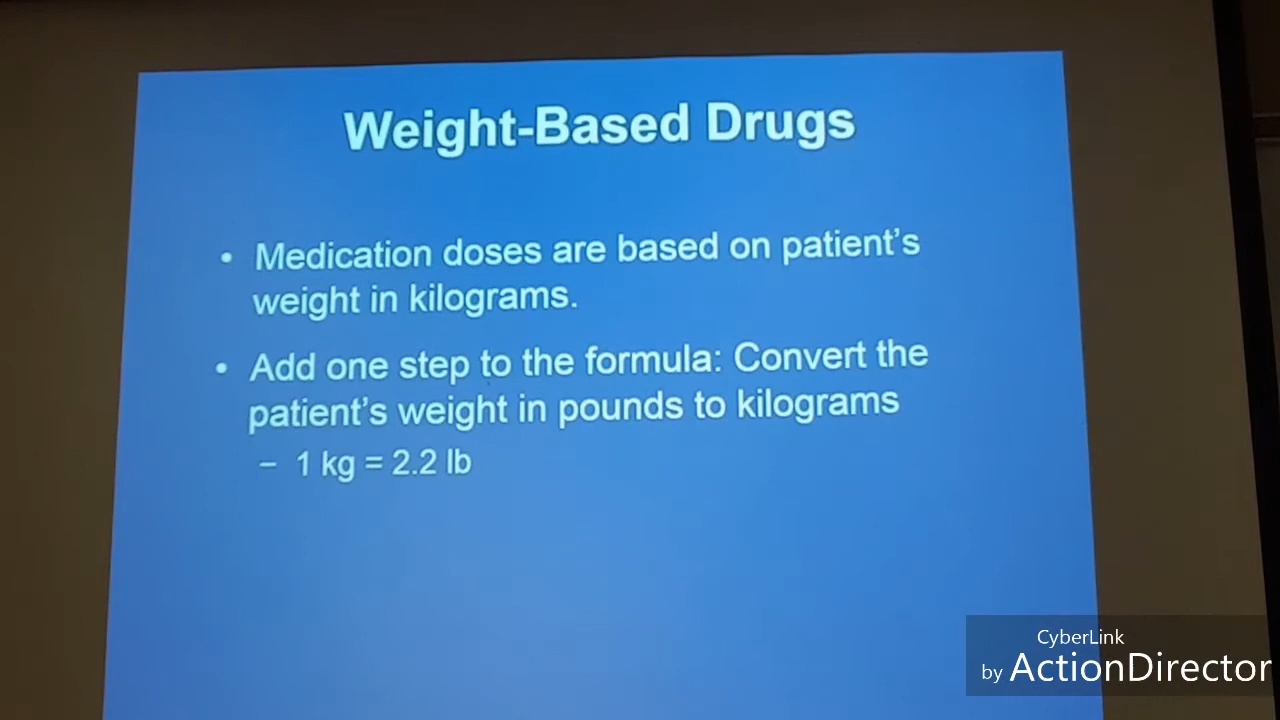 Weight-Based Drugs
• Medication doses are based on patient's
weight in kilograms.
• Add one step to the formula: Convert the
patient's weight in pounds to kilograms
– 1 kg = 2.2 lb
CyberLink
by ActionDirector